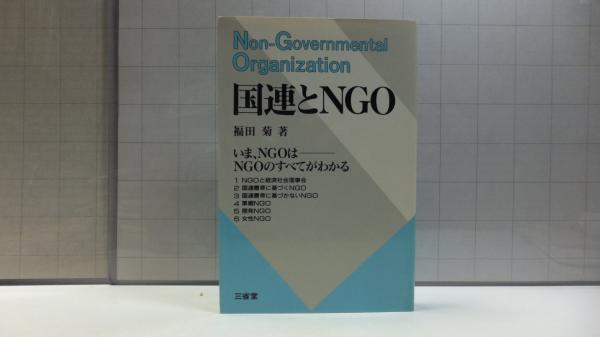 Non-Governmental
Organization
国連とNGO
福田 菊 著
いま、NGOは———
NGOのすべてがわかる
1 NGOと経済社会理事会
2 国連憲章に基づくNGO
3 国連憲章に基づかないNGO
4 軍縮NGO
5 開発NGO
6 女性NGO
三省堂